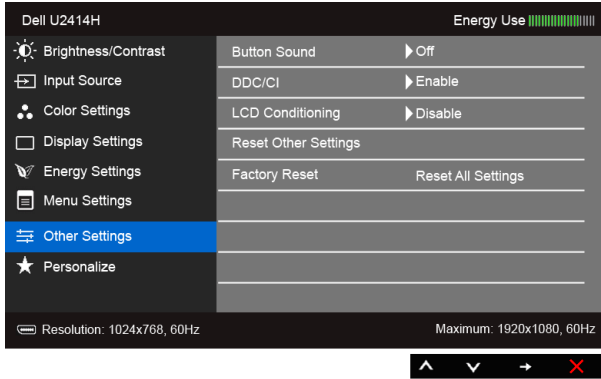 Dell U2414H
Energy Use
Brightness/Contrast
Input Source
Color Settings
Display Settings
Energy Settings
Menu Settings
Other Settings
Personalize
Button Sound Off
DDC/CI Enable
LCD Conditioning Disable
Reset Other Settings
Factory Reset Reset All Settings
Resolution: 1024x768, 60Hz
Maximum: 1920x1080, 60Hz